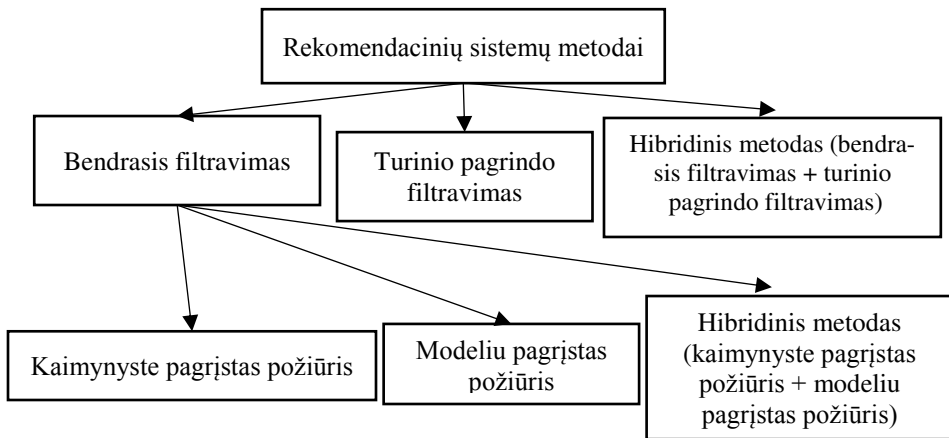 Rekomendacinių sistemų metodai
Bendrasis filtravimas
Turinio pagrindo
filtravimas
Hibridinis metodas (bendra-
sis filtravimas + turinio
pagrindo filtravimas)
Kaimynyste pagrįstas požiūris
Modeliu pagrįstas
požiūris
Hibridinis metodas
(kaimynyste pagrįstas
požiūris + modeliu
pagrįstas požiūris)